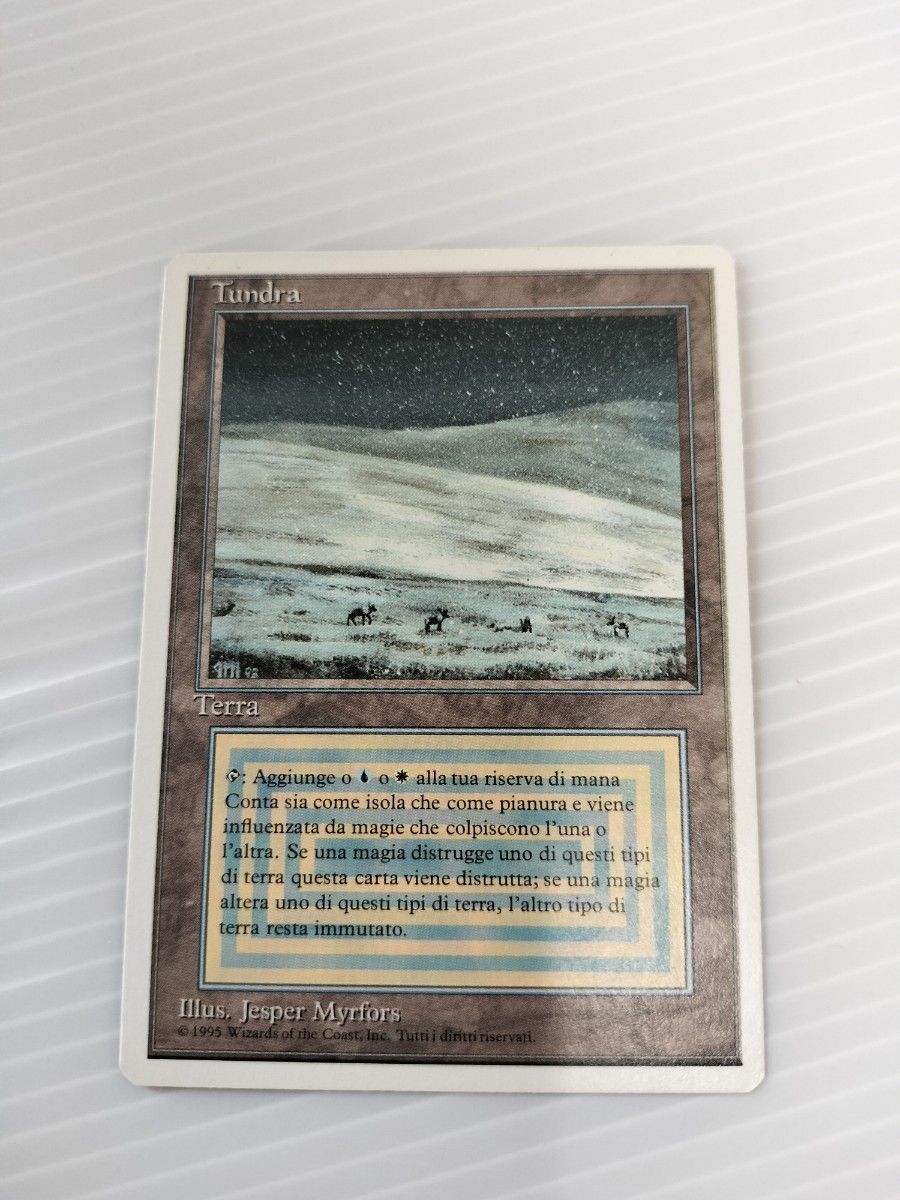 Tundra
JMM 93
Terra
: Aggiunge o o alla tua riserva di mana
Conta sia come isola che come pianura e viene
influenzata da magie che colpiscono l'una o
l'altra. Se una magia distrugge uno di questi tipi
di terra questa carta viene distrutta; se una magia
altera uno di questi tipi di terra, l'altro tipo di
terra resta immutato.
Illus. Jesper Myrfors
© 1995 Wizards of the Coast, Inc. Tutti i diritti riservati.